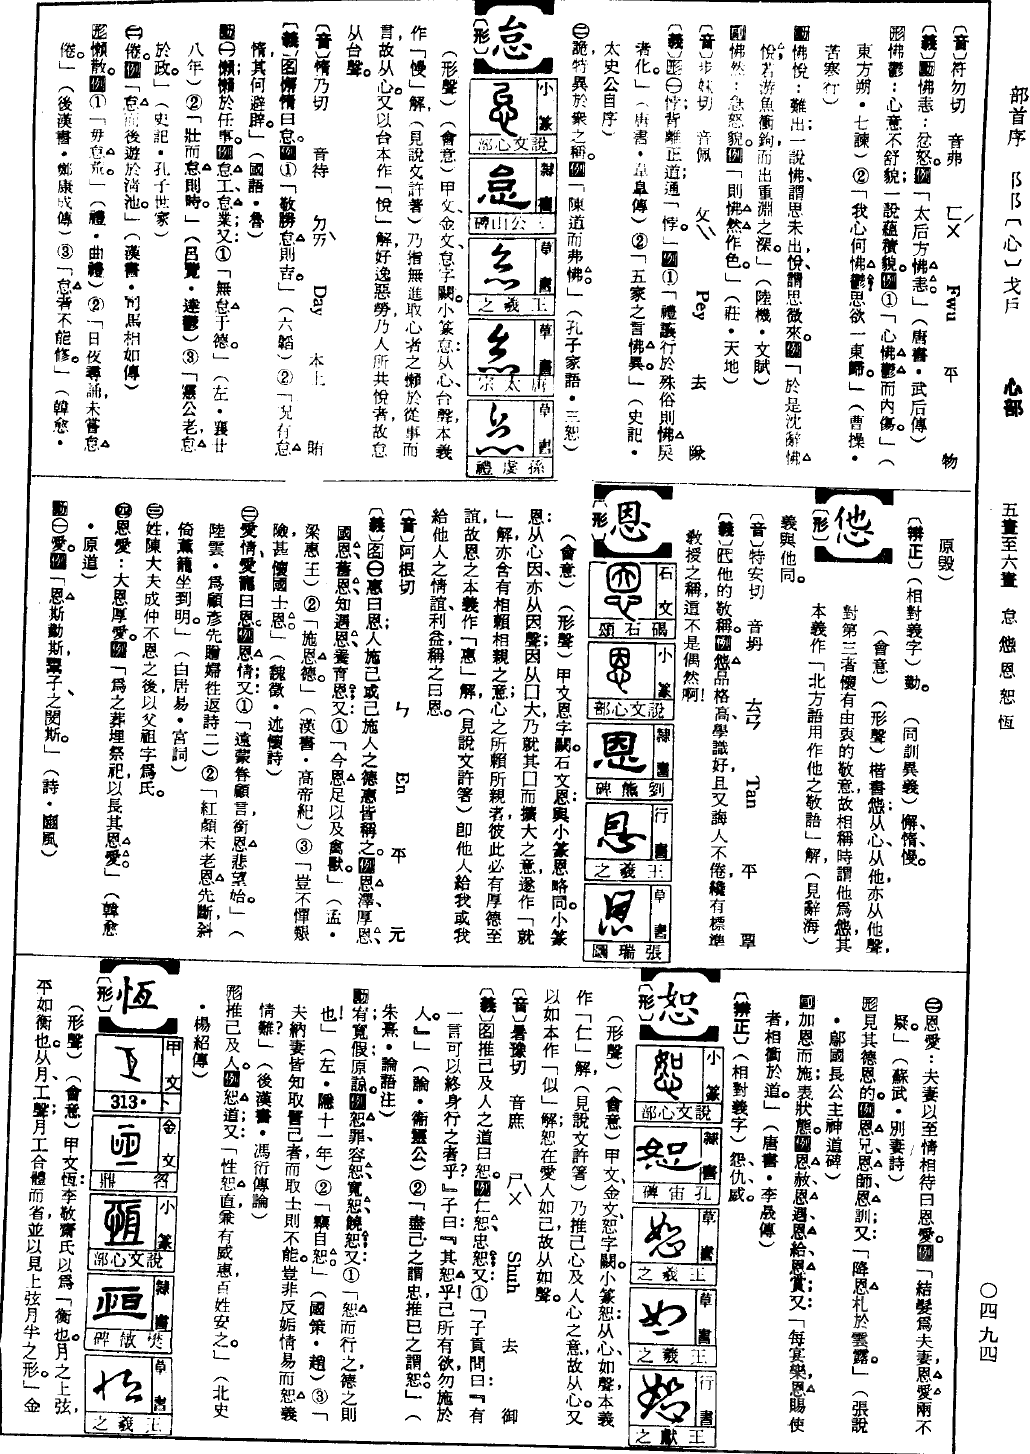 部首序 卩阝〔心〕戈戶 心部 五畫至六畫 怠 怹 恩 恕 恆 〇四九四
〔音〕符勿切 音弗 ㄈㄨˊ Fwu 平 物
〔義〕動怫恚：忿怒。例「太后方怫恚。」（唐書・武后傳）
形怫鬱：心意不舒貌；一說蘊積貌。例①「心怫鬱而內傷。」（
東方朔・七諫）②「我心何怫鬱，思欲一東歸。」（曹操・
苦寒行）
動怫悅：難出；一說怫，謂思未出，悅，謂思微來。例「於是沈辭怫
悅，若游魚銜鉤而出重淵之深。」（陸機・文賦）
副怫然：忿怒貌。例「則怫然作色。」（莊・天地）
〔音〕步妹切 音佩 ㄆㄟˋ Pey 去 隊
〔義〕形㊀悖；背離正道；通「悖」。例①「禮讓行於殊俗，則怫戾
者化。」（唐書・韋臯傳）②「五家之言怫異。」（史記・
太史公自序）
㊁詭特異於衆之稱。例「陳道而弗怫。」（孔子家語・三恕）
怠
〔形〕
小篆 說文心部
隸書 三公山碑
草書 王羲之
草書 唐太宗
草書 孫虔禮
（形聲）（會意）甲文、金文怠字闕。小篆怠：从心、台聲，本義
作「慢」解，（見說文許著）乃指無進取心者之懶於從事而
言，故从心。又以台本作「悅」解，好逸惡勞乃人所共悅者，故怠
从台聲。
〔音〕惰乃切 音待 ㄉㄞˋ Day 本上 賄
〔義〕名懈惰曰怠。例①「敬勝怠則吉。」（六韜）②「況有怠
惰，其何避辟。」（國語・魯）
動㊀懶；懶於任事。例怠工、怠業；又：①「無怠于德。」（左・襄廿
八年）②「壯而怠則失時。」（呂覽・達鬱）③「靈公老，怠
於政。」（史記・孔子世家）
㊁倦。例「怠而後遊於清池。」（漢書・司馬相如傳）
形懶散。例①「毋怠荒。」（禮・曲禮）②「日夜尋誦，未嘗怠
倦。」（後漢書・鄭康成傳）③「怠者不能修。」（韓愈・
原毀）
〔辨正〕（相對義字）勤。（同訓異義）懈、惰、慢。
怹
〔形〕
（會意）（形聲）楷書怹：从心、从他，亦从他聲，
對第三者懷有由衷的敬意，故相稱時謂他爲怹，其
本義作「北方語用作他之敬語」解，（見辭海）
義與他同。
〔音〕特安切 音坍 ㄊㄢ Tan 平 覃
〔義〕代他的敬稱。例怹品格高、學識好，且又誨人不倦，纔有標準
教授之稱，這不是偶然啊！
恩
〔形〕
石文 碣石頌
小篆 說文心部
隸書 劉熊碑
行書 王羲之
草書 張瑞圖
（會意）（形聲）甲文恩字闕。石文恩：與小篆恩略同。小篆
恩：从心、因，亦从因聲，因从囗大，乃就其囗而擴大之意，遂作「就
」解，亦含有相賴相親之意；心之所賴所親者，彼此必有厚德至
誼，故恩之本義作「惠」解，（見說文許著）即他人給我或我
給他人之情誼、利益稱之曰恩。
〔音〕阿根切 ㄣ En 平 元
〔義〕名㊀惠曰恩，人施己或己施人之德惠皆稱之。例恩澤、厚恩、
國恩、舊恩、知遇恩、養育恩；又：①「今恩足以及禽獸。」（孟・
梁惠王）②「施恩德。」（漢書・高帝紀）③「豈不憚艱
險，甚懷國士恩。」（魏徵・述懷詩）
㊁愛情、愛寵曰恩。例恩情；又：①「遠蒙眷顧言，銜恩悲望始。」（
陸雲・爲顧彥先贈婦往返詩二）②「紅顏未老恩先斷，斜
倚薰籠坐到明。」（白居易・宮詞）
㊂姓，陳大夫成仲不恩之後，以父祖字爲氏。
㊃恩愛：大恩厚愛。例「爲之葬埋祭祀，以長其恩愛。」（韓愈
・原道）
動㊀愛。例「恩斯勤斯，鬻子之閔斯。」（詩・豳風）
㊁恩愛：夫妻以至情相待曰恩愛。例「結髮爲夫妻，恩愛兩不
疑。」（蘇武・別妻詩）
形見其德恩的。例恩兄、恩師、恩訓；又「降恩札於雲露。」（張說
・鄎國長公主神道碑）
副加恩而施表狀態。例恩赦、恩遇、恩給、恩賞；又：「每宴樂，恩賜使
者相銜於道。」（唐書・李晟傳）
〔辨正〕（相對義字）怨、仇、威。
恕
〔形〕
小篆 說文心部
隸書 孔宙碑
草書 王羲之
草書 王羲之
行書 王獻之
（形聲）（會意）甲文、金文、恕字闕。小篆恕：从心、如聲，本義
作「仁」解，（見說文許著）乃推己心及人心之意，故从心。又
以如本作「似」解；恕在愛人如己，故从如聲。
〔音〕署豫切 音庶 ㄕㄨˋ Shuh 去 御
〔義〕名推己及人之道曰恕。例仁恕、忠恕；又：①「子貢問曰：『有
一言可以終身行之者乎？』子曰：『其恕乎！己所不欲，勿施於
人。』」（論・衞靈公）②「盡己之謂忠，推己之謂恕。」（
朱熹・論語注）
動有寬假；原諒。例恕罪、容恕、寬恕、饒恕；又：①「恕而行之，德之則
也！」（左・隱十一年）②「竊自恕。」（國策・趙）③「
夫納妻皆知取詈己者，而取士則不能。豈非反妬情易，而恕義
情難？」（後漢書・馮衍傳論）
形推己及人。例恕道；又「性恕直，兼有威惠，百姓安之。」（北史
・楊紹傳）
恆
〔形〕
甲文 卜・313
金文 曶鼎
小篆 說文心部
隸書 樊敏碑
草書 王羲之
（形聲）（會意）甲文恆：李敬齋氏以爲「衡也。月之上弦，
平如衡也。从月工聲，月工合體而省，並以見上弦月半之形。」金